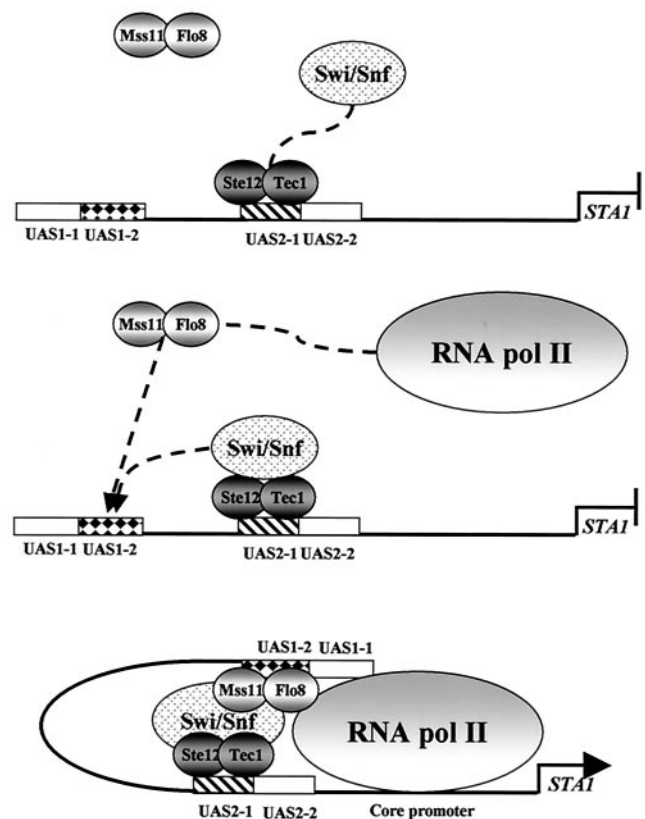 Mss11 Flo8
Swi/Snf
Ste12 Tec1
STA1
UAS1-1 UAS1-2 UAS2-1 UAS2-2
Mss11 Flo8
RNA pol II
Swi/Snf
Ste12 Tec1
STA1
UAS1-1 UAS1-2 UAS2-1 UAS2-2
UAS1-2 UAS1-1
Mss11 Flo8
Swi/Snf
RNA pol II
Ste12 Tec1
STA1
UAS2-1 UAS2-2 Core promoter